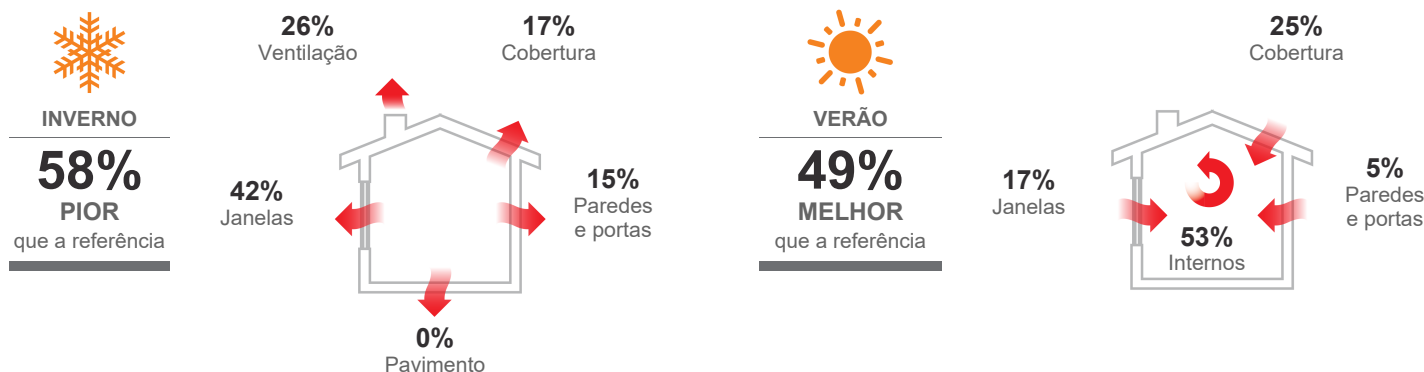 INVERNO
58%
PIOR
que a referência
26%
Ventilação
17%
Cobertura
42%
Janelas
15%
Paredes
e portas
0%
Pavimento
VERÃO
49%
MELHOR
que a referência
25%
Cobertura
17%
Janelas
5%
Paredes
e portas
53%
Internos